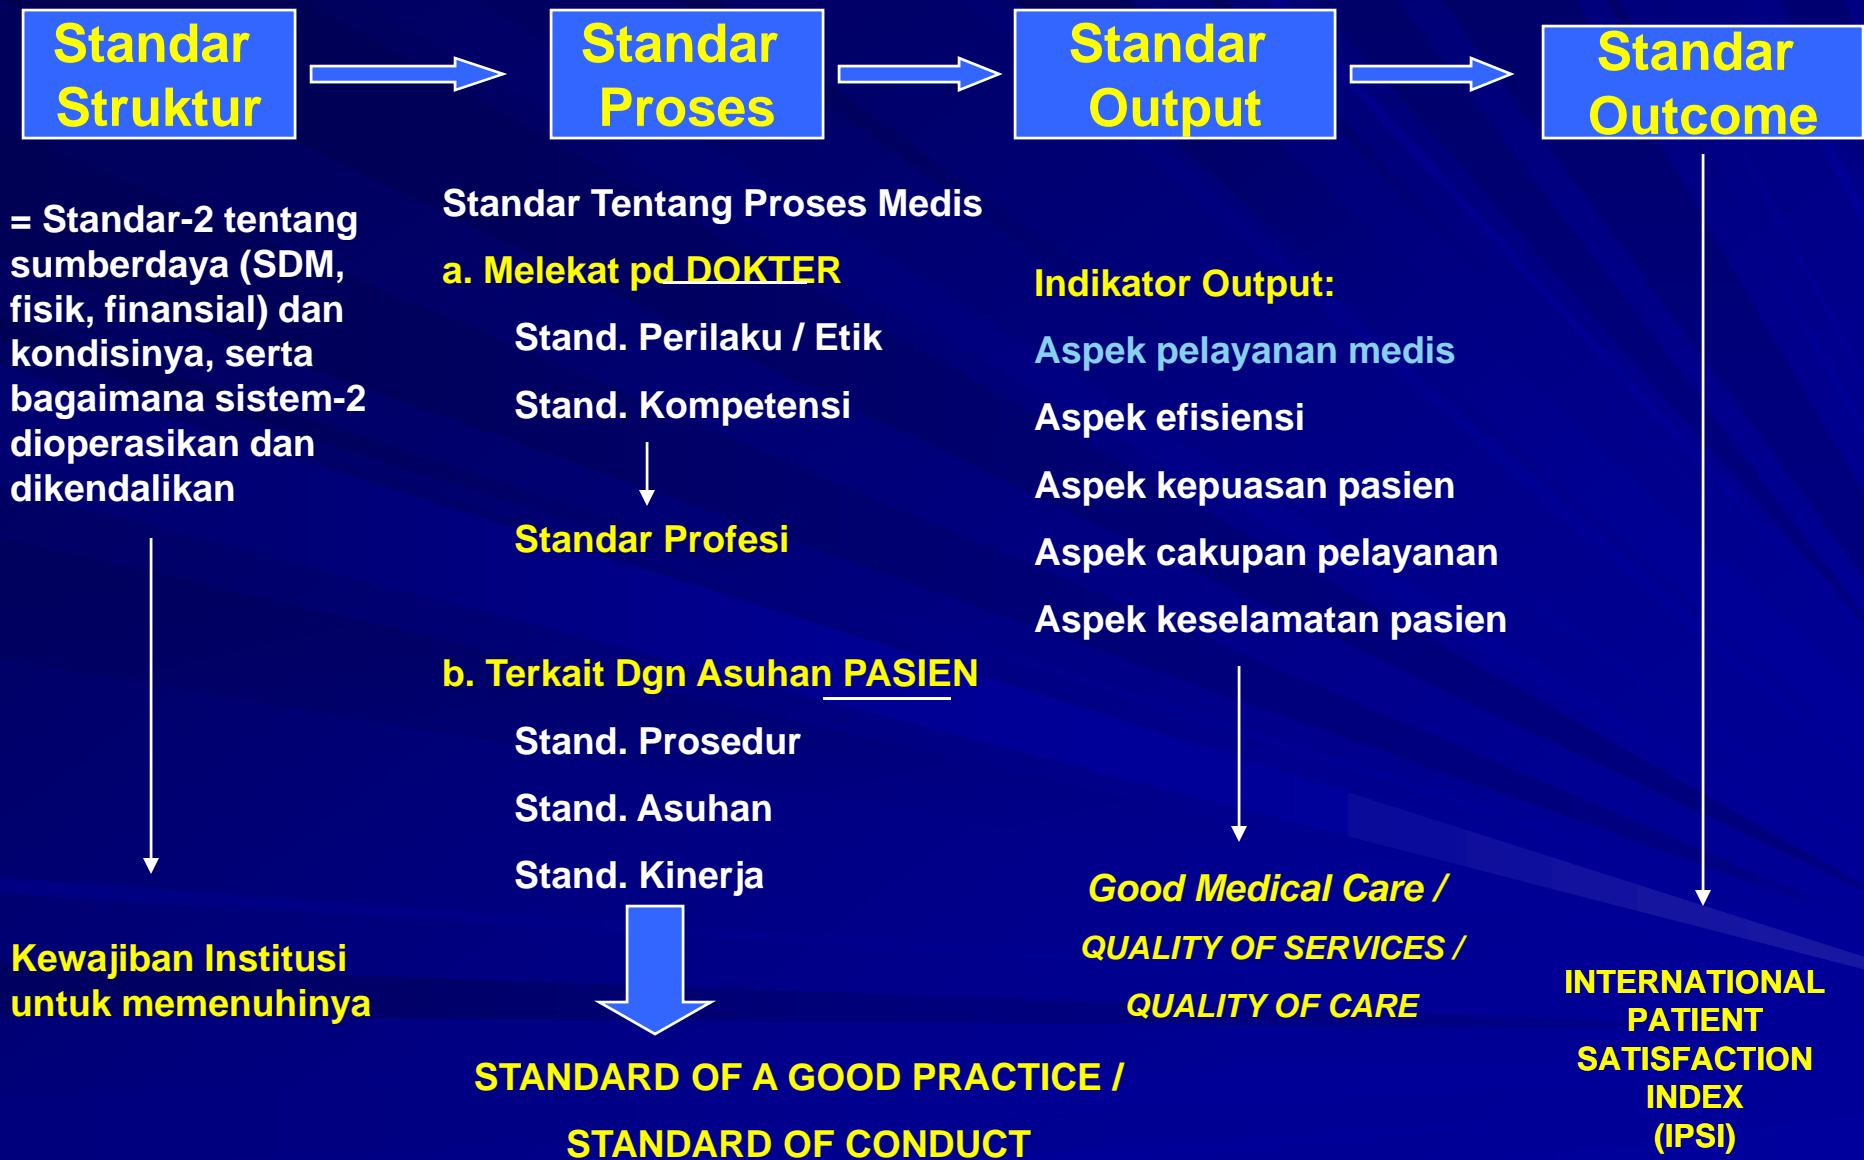 Standar
Struktur
Standar
Proses
Standar
Output
Standar
Outcome
= Standar-2 tentang
sumberdaya (SDM,
fisik, finansial) dan
kondisinya, serta
bagaimana sistem-2
dioperasikan dan
dikendalikan
Kewajiban Institusi
untuk memenuhinya
Standar Tentang Proses Medis
a. Melekat pd DOKTER
Stand. Perilaku / Etik
Stand. Kompetensi
Standar Profesi
b. Terkait Dgn Asuhan PASIEN
Stand. Prosedur
Stand. Asuhan
Stand. Kinerja
STANDARD OF A GOOD PRACTICE /
STANDARD OF CONDUCT
Indikator Output:
Aspek pelayanan medis
Aspek efisiensi
Aspek kepuasan pasien
Aspek cakupan pelayanan
Aspek keselamatan pasien
Good Medical Care /
QUALITY OF SERVICES /
QUALITY OF CARE
INTERNATIONAL
PATIENT
SATISFACTION
INDEX
(IPSI)